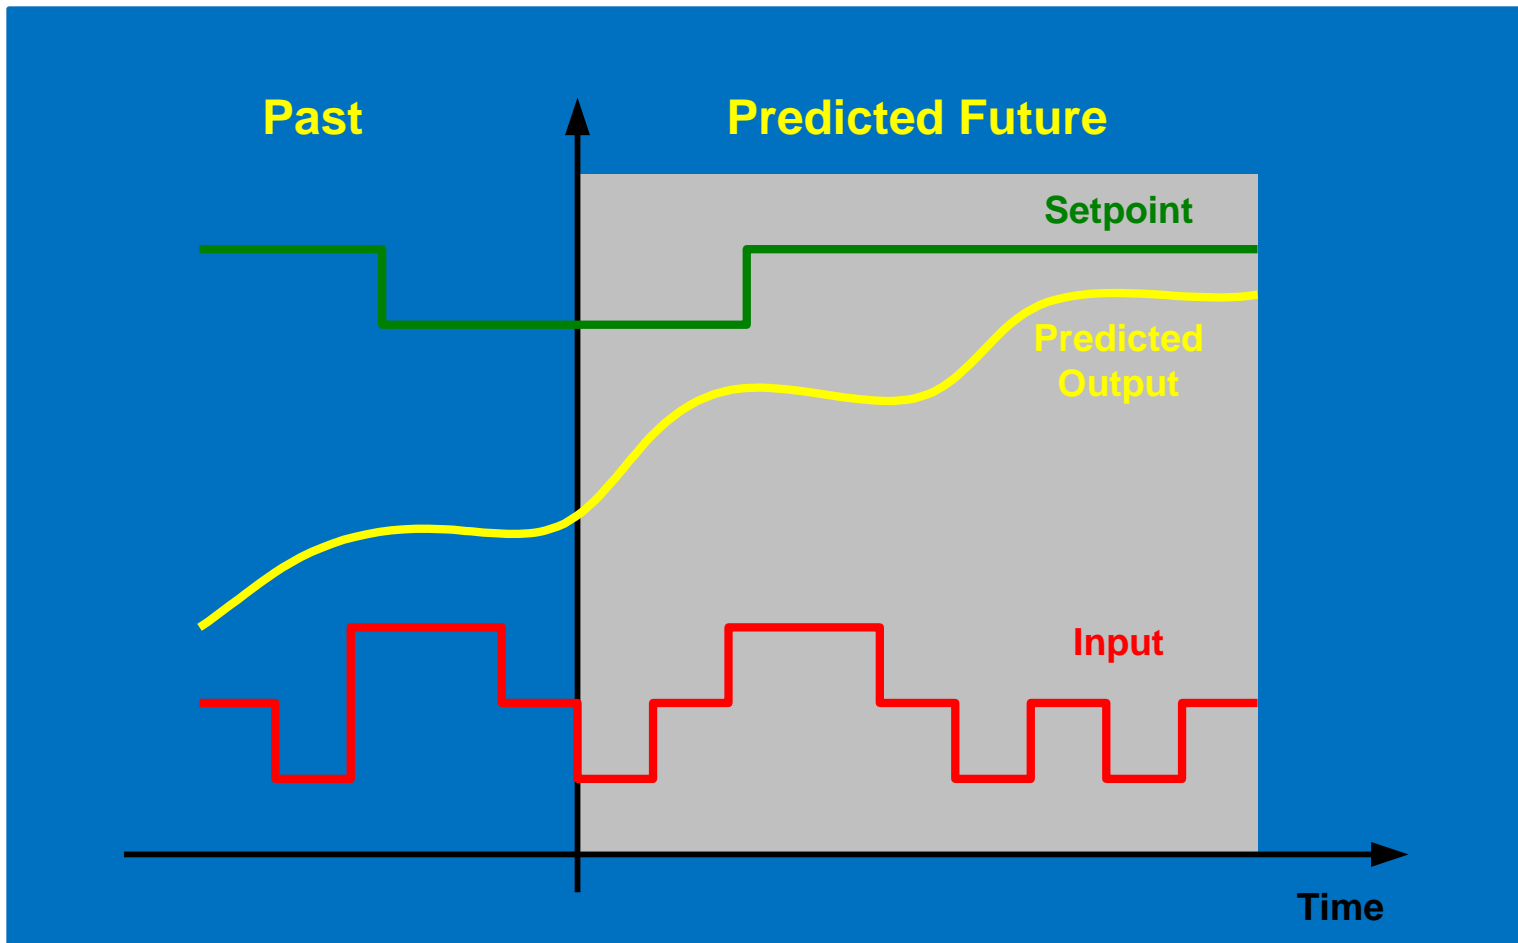 Past
Predicted Future
Setpoint
Predicted
Output
Input
Time